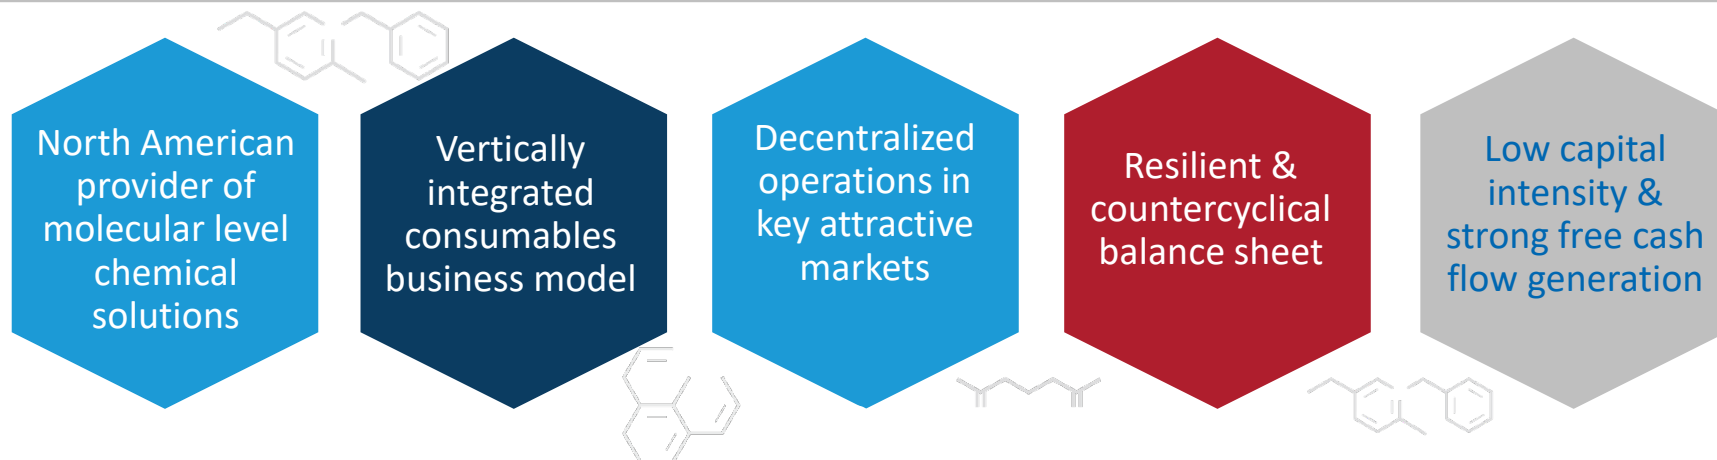 North American
provider of
molecular level
chemical
solutions
Vertically
integrated
consumables
business model
Decentralized
operations in
key attractive
markets
Resilient &
countercyclical
balance sheet
Low capital
intensity &
strong free cash
flow generation